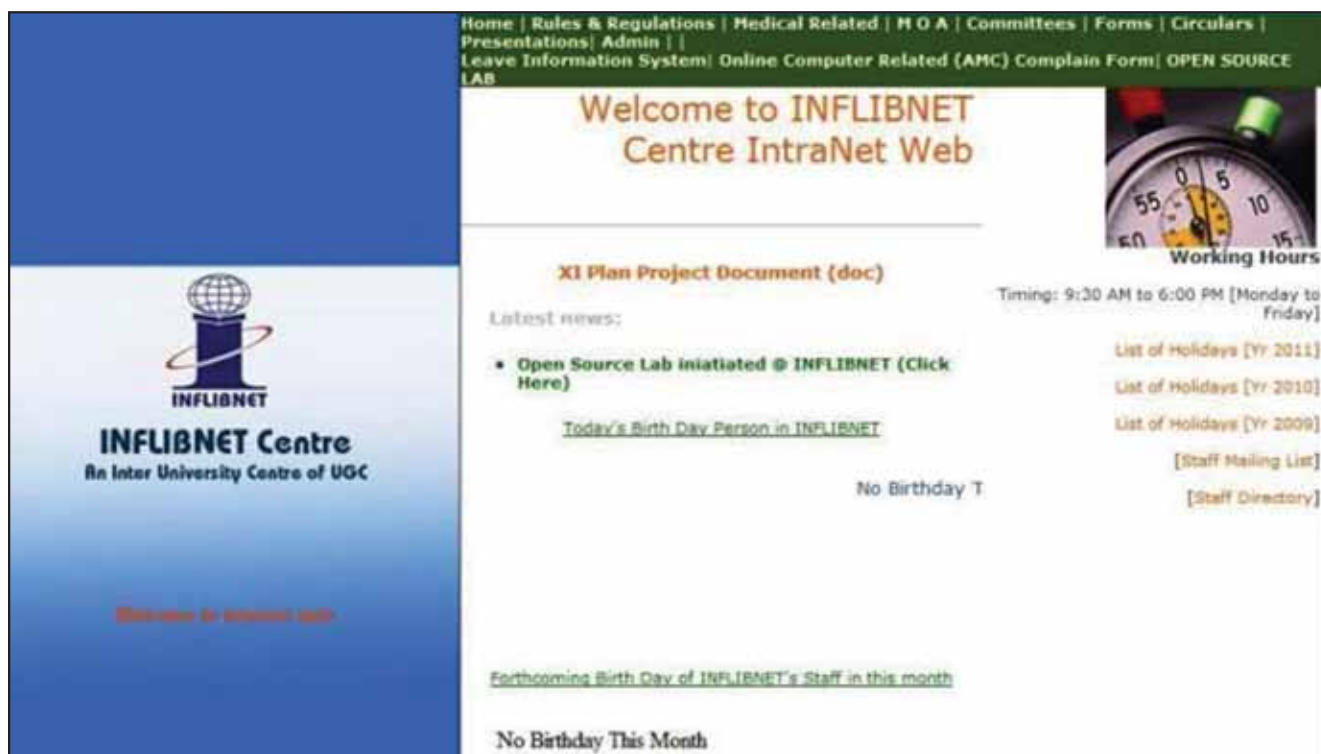 Home | Rules & Regulations | Medical Related | M O A | Committees | Forms | Circulars |
Presentations| Admin | |
Leave Information System| Online Computer Related (AMC) Complain Form| OPEN SOURCE
LAB
Welcome to INFLIBNET
Centre IntraNet Web
XI Plan Project Document (doc)
Latest news:
• Open Source Lab iniatiated @ INFLIBNET (Click
Here)
Today's Birth Day Person in INFLIBNET
No Birthday T
Forthcoming Birth Day of INFLIBNET's Staff in this month
No Birthday This Month
INFLIBNET
INFLIBNET Centre
An Inter University Centre of UGC
Welcome to
55
0
5
10
50
15
Working Hours
Timing: 9:30 AM to 6:00 PM [Monday to
Friday]
List of Holidays [Yr 2011]
List of Holidays [Yr 2010]
List of Holidays [Yr 2009]
[Staff Mailing List]
[Staff Directory]